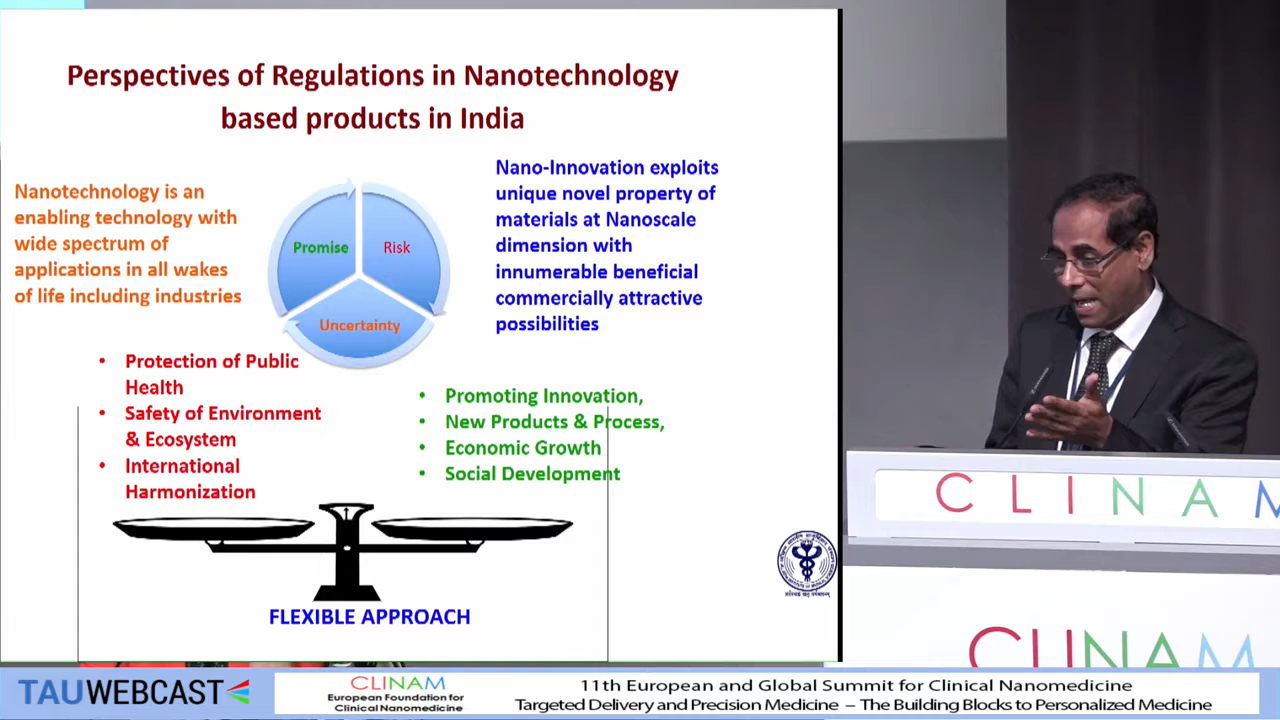 Perspectives of Regulations in Nanotechnology
based products in India
Nanotechnology is an
enabling technology with
wide spectrum of
applications in all wakes
of life including industries
Promise
Risk
Uncertainty
Nano-Innovation exploits
unique novel property of
materials at Nanoscale
dimension with
innumerable beneficial
commercially attractive
possibilities
• Protection of Public
Health
• Safety of Environment
& Ecosystem
• International
Harmonization
• Promoting Innovation,
• New Products & Process,
• Economic Growth
• Social Development
FLEXIBLE APPROACH
CLINAM
CLINAM
TAUWEBCAST
CLINAM
European Foundation for
Clinical Nanomedicine
11th European and Global Summit for Clinical Nanomedicine
Targeted Delivery and Precision Medicine – The Building Blocks to Personalized Medicine